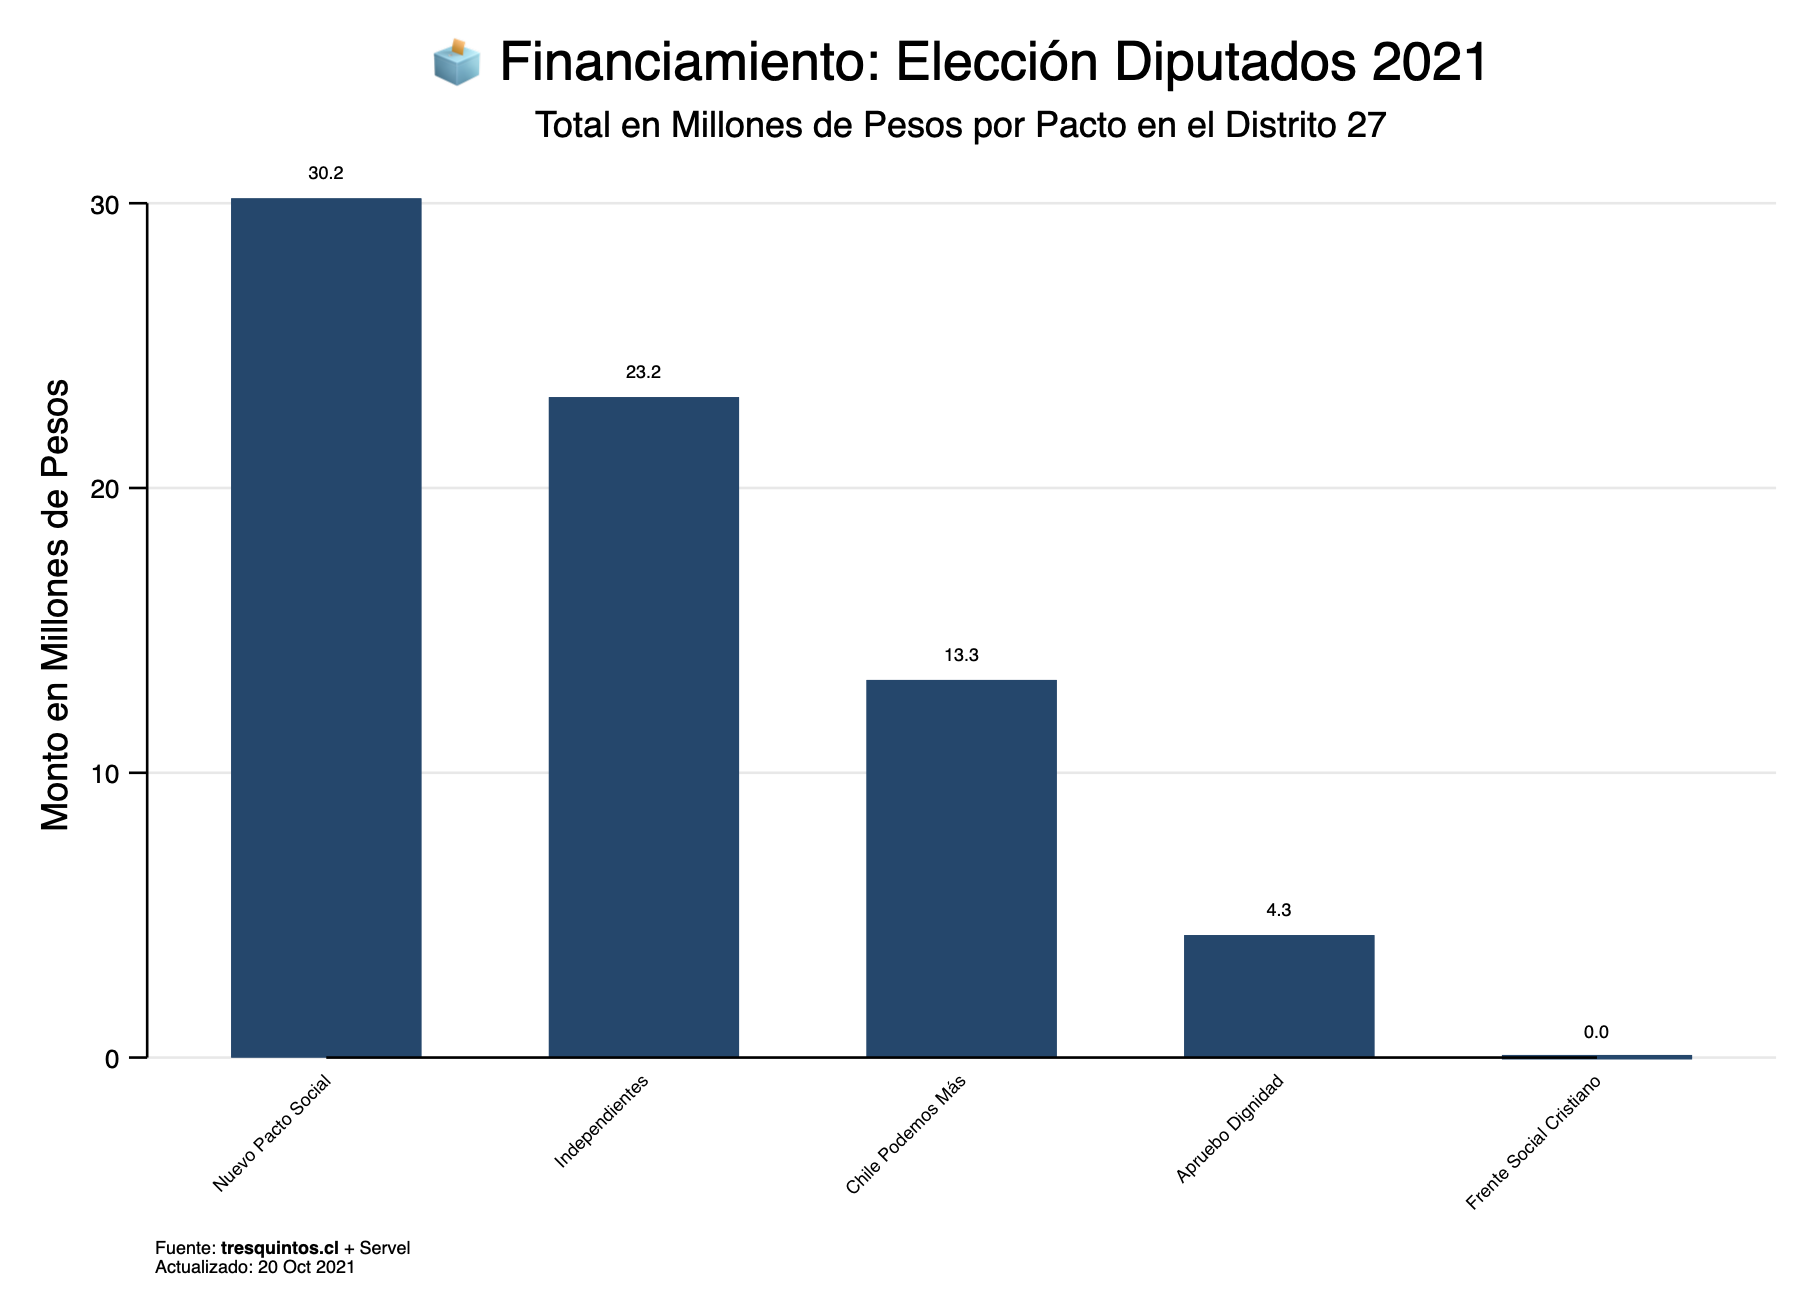 Financiamiento: Elección Diputados 2021
Total en Millones de Pesos por Pacto en el Distrito 27
Monto en Millones de Pesos
30
20
10
0
30.2
23.2
13.3
4.3
0.0
Nuevo Pacto Social
Independientes
Chile Podemos Más
Apruebo Dignidad
Frente Social Cristiano
Fuente: tresquintos.cl + Servel
Actualizado: 20 Oct 2021